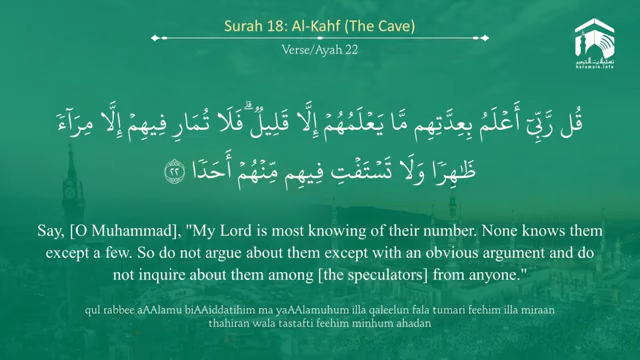 Surah 18: Al-Kahf (The Cave)
Verse/Ayah 22
قُل رَّبِّىٓ أَعْلَمُ بِعِدَّتِهِم مَّا يَعْلَمُهُمْ إِلَّا قَلِيلٌۗ فَلَا تُمَارِ فِيهِمْ إِلَّا مِرَآءً
ظَٰهِرًا وَلَا تَسْتَفْتِ فِيهِم مِّنْهُمْ أَحَدًا ٢٢
Say, [O Muhammad], "My Lord is most knowing of their number. None knows them
except a few. So do not argue about them except with an obvious argument and do
not inquire about them among [the speculators] from anyone."
qul rabbee aAAlamu biAAiddatihim ma yaAAlamuhum illa qaleelun fala tumari feehim illa miraan
thahiran wala tastafti feehim minhum ahadan